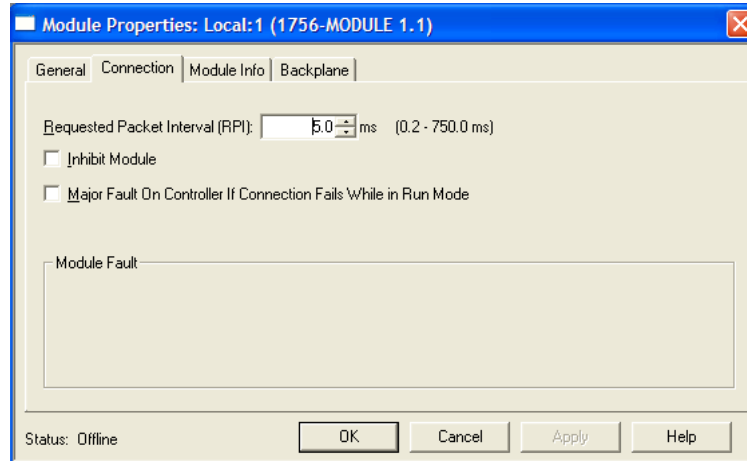 Module Properties: Local:1 (1756-MODULE 1.1)
General Connection Module Info Backplane
Requested Packet Interval (RPI): 5.0 ms (0.2 - 750.0 ms)
Inhibit Module
Major Fault On Controller If Connection Fails While in Run Mode
Module Fault
Status: Offline OK Cancel Apply Help